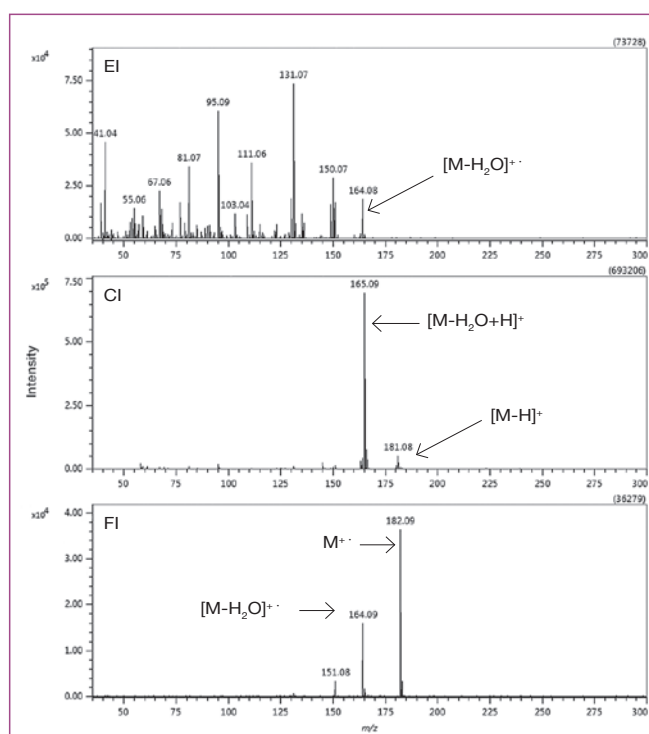 (73728)
x10⁴
EI
7.50
5.00
2.50
0.00
41.04
55.06
67.06
81.07
95.09
103.04
111.06
131.07
150.07
164.08
[M-H₂O]⁺·
50 75 100 125 150 175 200 225 250 275 300
(693206)
x10⁵
CI
7.50
5.00
2.50
0.00
Intensity
165.09
[M-H₂O+H]⁺
[M-H]⁺
181.08
50 75 100 125 150 175 200 225 250 275 300
(36279)
x10⁴
FI
4.00
3.00
2.00
1.00
0.00
182.09
M⁺·
[M-H₂O]⁺·
164.09
151.08
50 75 100 125 150 175 200 225 250 275 300
m/z